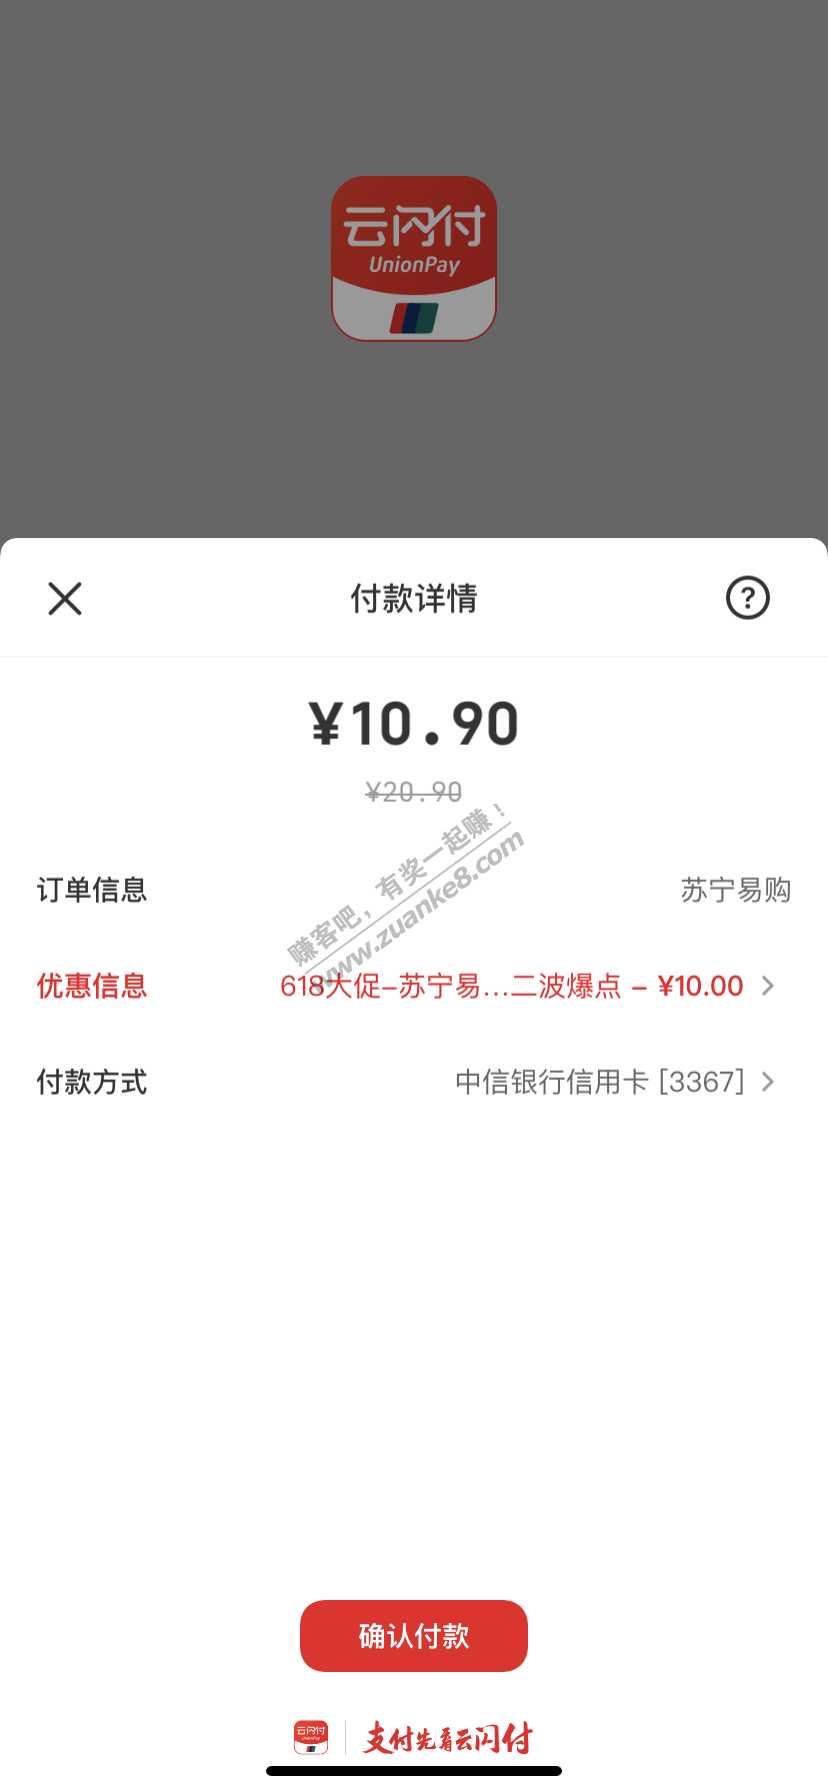 云闪付
UnionPay
付款详情
?
¥10.90
¥20.90
赚客吧，有奖一起赚！
www.zuanke8.com
订单信息 苏宁易购
优惠信息 618大促-苏宁易...二波爆点 - ¥10.00
付款方式 中信银行信用卡 [3367]
确认付款
云闪付
UnionPay
支付先看云闪付